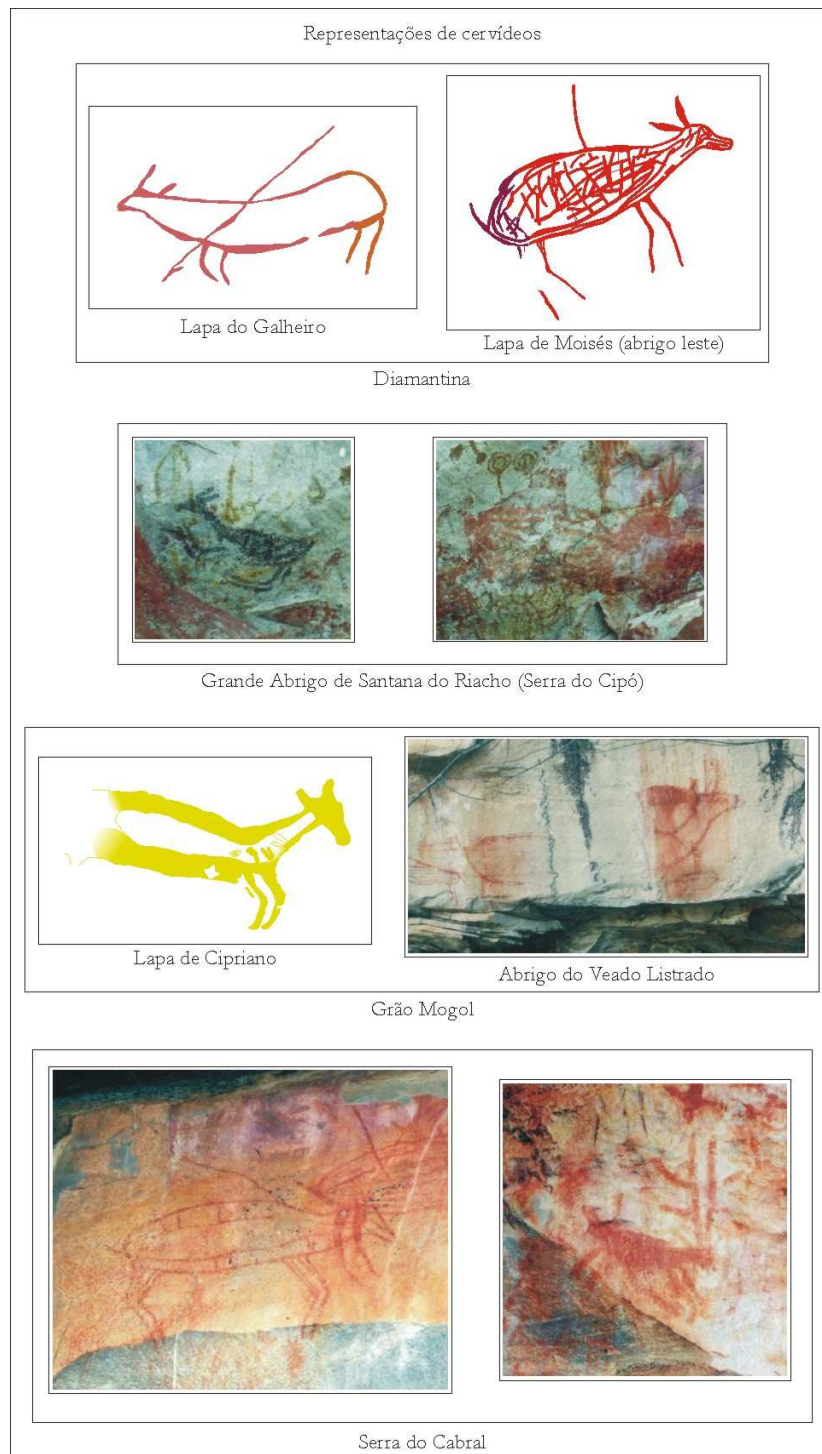 Representações de cervídeos
Lapa do Galheiro
Lapa de Moisés (abrigo leste)
Diamantina
Grande Abrigo de Santana do Riacho (Serra do Cipó)
Lapa de Cipriano
Abrigo do Veado Listrado
Grão Mogol
Serra do Cabral